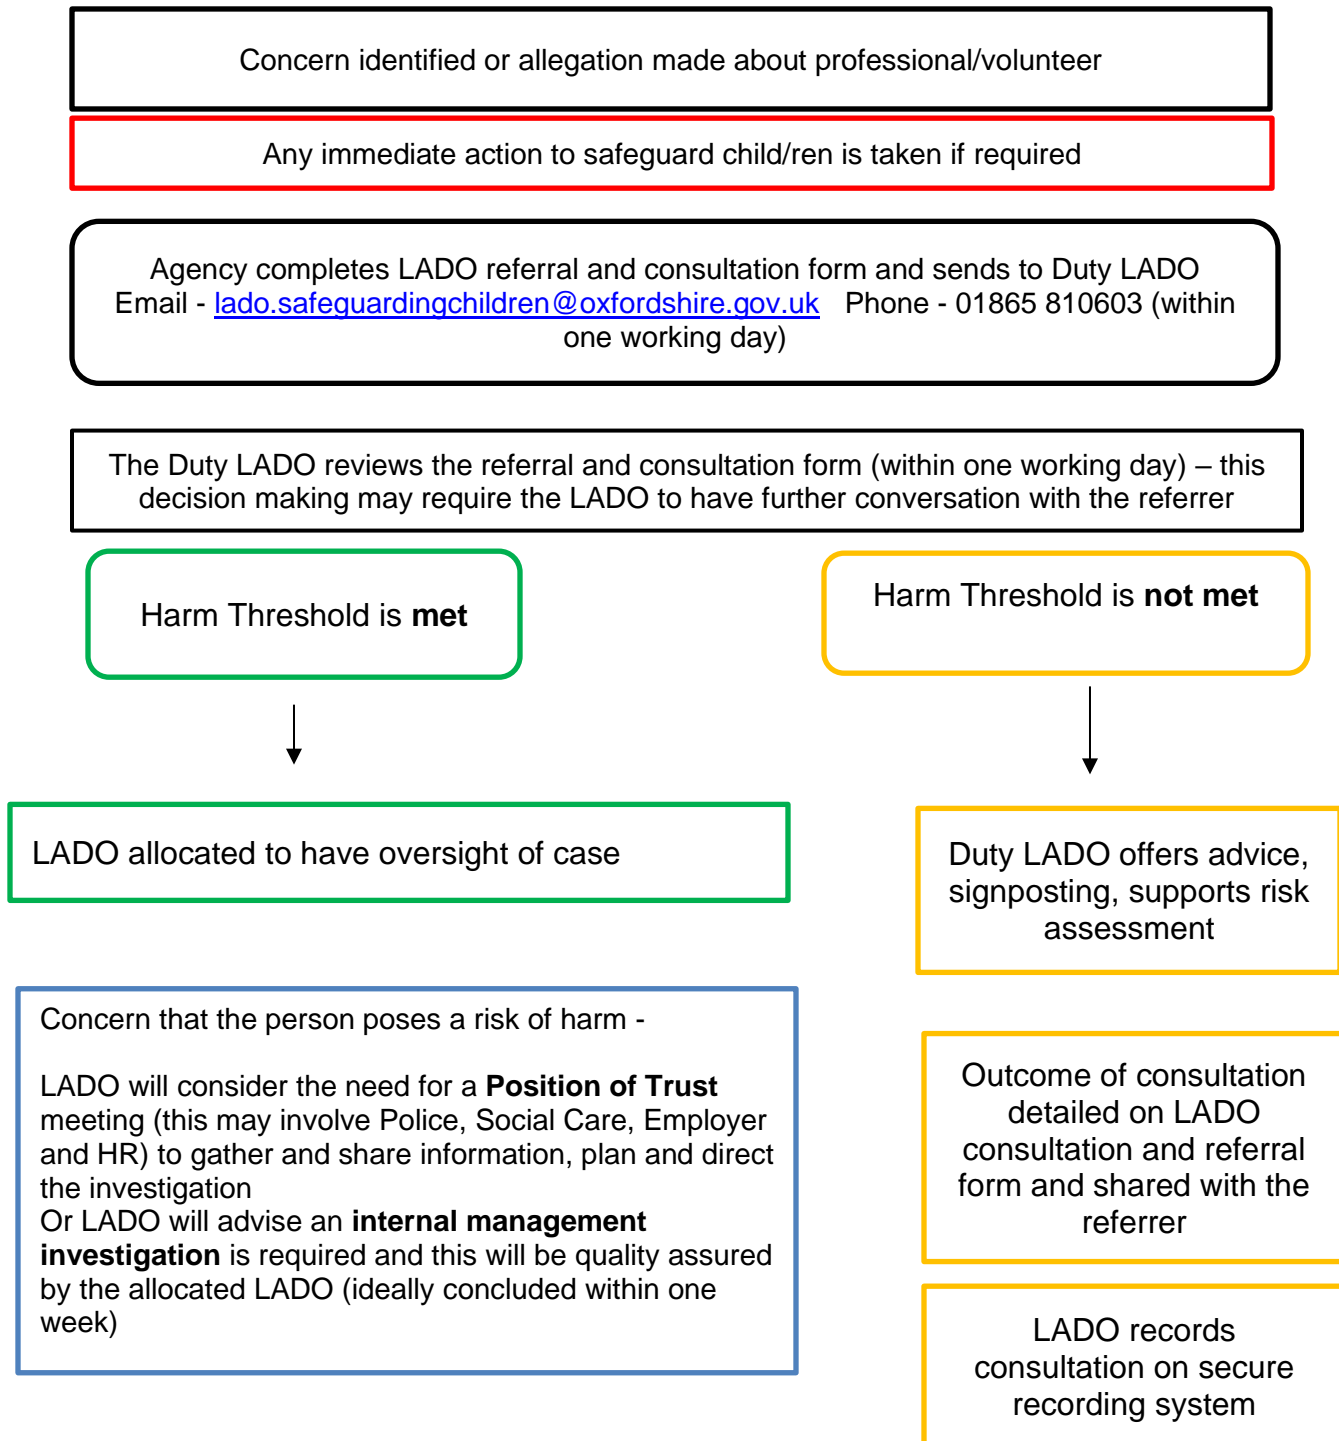 Concern identified or allegation made about professional/volunteer
Any immediate action to safeguard child/ren is taken if required
Agency completes LADO referral and consultation form and sends to Duty LADO
Email - lado.safeguardingchildren@oxfordshire.gov.uk Phone - 01865 810603 (within
one working day)
The Duty LADO reviews the referral and consultation form (within one working day) – this
decision making may require the LADO to have further conversation with the referrer
Harm Threshold is met
Harm Threshold is not met
LADO allocated to have oversight of case
Duty LADO offers advice,
signposting, supports risk
assessment
Concern that the person poses a risk of harm -
LADO will consider the need for a Position of Trust
meeting (this may involve Police, Social Care, Employer
and HR) to gather and share information, plan and direct
the investigation
Or LADO will advise an internal management
investigation is required and this will be quality assured
by the allocated LADO (ideally concluded within one
week)
Outcome of consultation
detailed on LADO
consultation and referral
form and shared with the
referrer
LADO records
consultation on secure
recording system